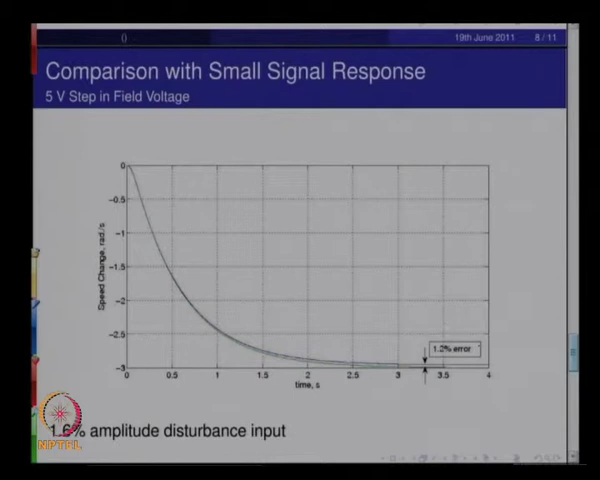 ()
19th June 2011 8 / 11
Comparison with Small Signal Response
5 V Step in Field Voltage
0
−0.5
−1
−1.5
−2
−2.5
−3
Speed Change, rad./s
1.2% error
0 0.5 1 1.5 2 2.5 3 3.5 4
time, s
1.6% amplitude disturbance input
NPTEL